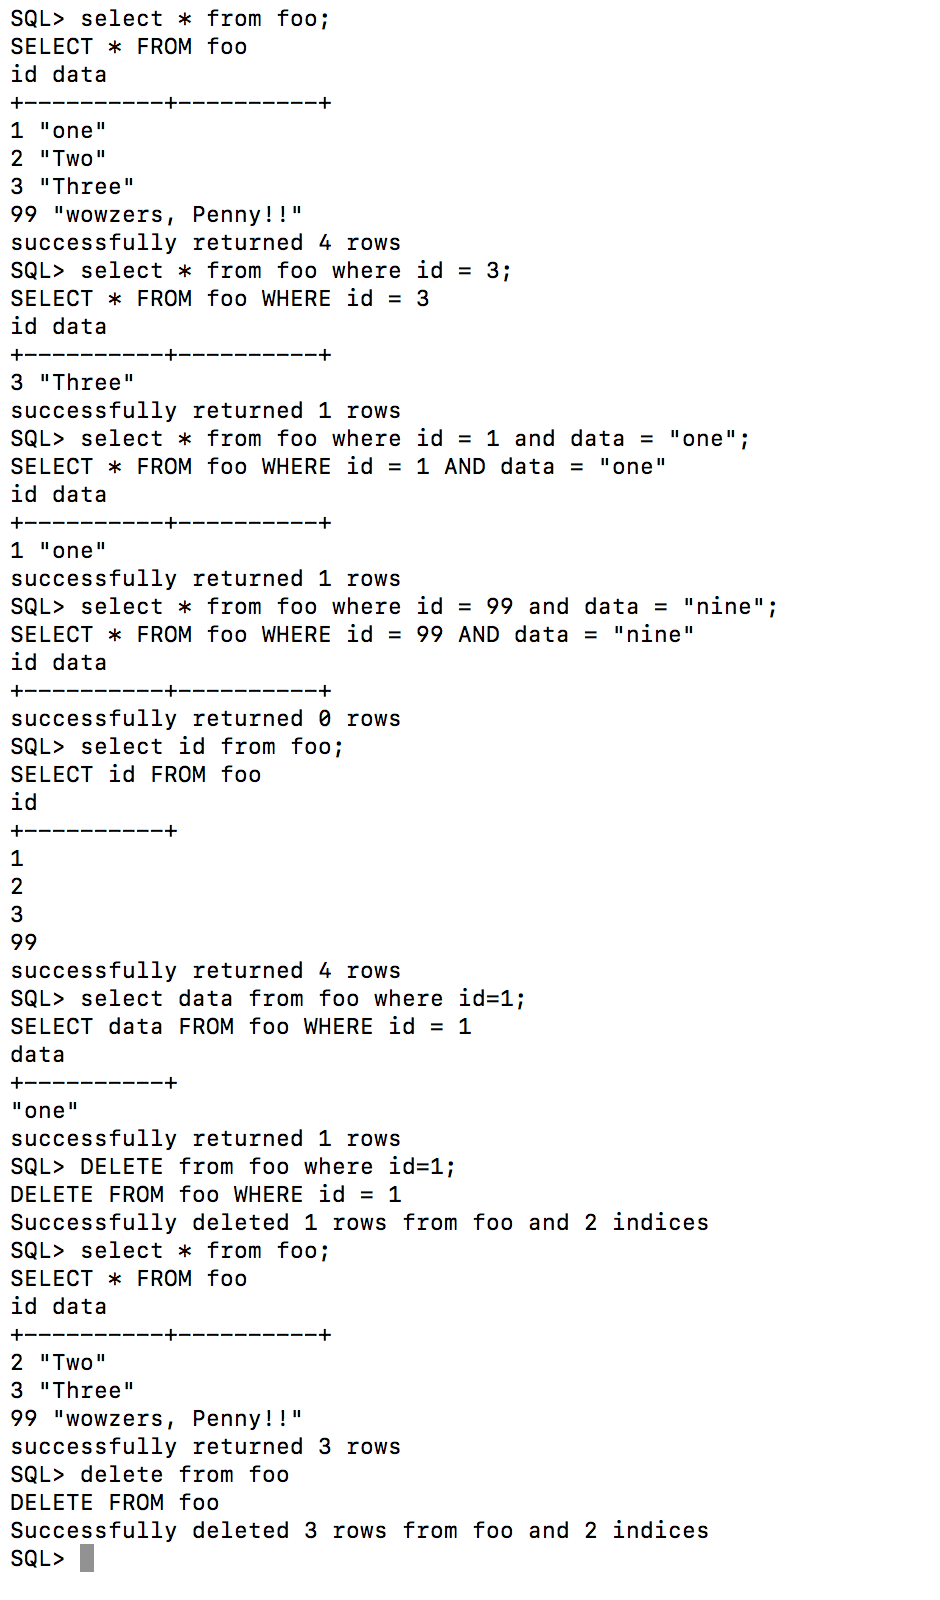 SQL> select * from foo;
SELECT * FROM foo
id data
+----------+----------+
1 "one"
2 "Two"
3 "Three"
99 "wowzers, Penny!!"
successfully returned 4 rows
SQL> select * from foo where id = 3;
SELECT * FROM foo WHERE id = 3
id data
+----------+----------+
3 "Three"
successfully returned 1 rows
SQL> select * from foo where id = 1 and data = "one";
SELECT * FROM foo WHERE id = 1 AND data = "one"
id data
+----------+----------+
1 "one"
successfully returned 1 rows
SQL> select * from foo where id = 99 and data = "nine";
SELECT * FROM foo WHERE id = 99 AND data = "nine"
id data
+----------+----------+
successfully returned 0 rows
SQL> select id from foo;
SELECT id FROM foo
id
+----------+
1
2
3
99
successfully returned 4 rows
SQL> select data from foo where id=1;
SELECT data FROM foo WHERE id = 1
data
+----------+
"one"
successfully returned 1 rows
SQL> DELETE from foo where id=1;
DELETE FROM foo WHERE id = 1
Successfully deleted 1 rows from foo and 2 indices
SQL> select * from foo;
SELECT * FROM foo
id data
+----------+----------+
2 "Two"
3 "Three"
99 "wowzers, Penny!!"
successfully returned 3 rows
SQL> delete from foo
DELETE FROM foo
Successfully deleted 3 rows from foo and 2 indices
SQL>